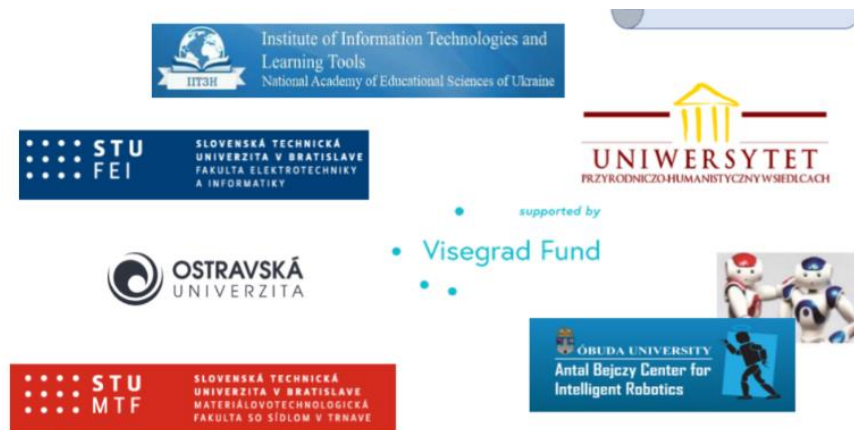 Institute of Information Technologies and
Learning Tools
National Academy of Educational Sciences of Ukraine
ІІТЗН
STU
FEI
SLOVENSKÁ TECHNICKÁ
UNIVERZITA V BRATISLAVE
FAKULTA ELEKTROTECHNIKY
A INFORMATIKY
UNIWERSYTET
PRZYRODNICZO-HUMANISTYCZNY W SIEDLCACH
supported by
Visegrad Fund
OSTRAVSKÁ
UNIVERZITA
ÓBUDA UNIVERSITY
Antal Bejczy Center for
Intelligent Robotics
STU
MTF
SLOVENSKÁ TECHNICKÁ
UNIVERZITA V BRATISLAVE
MATERIÁLOVOTECHNOLOGICKÁ
FAKULTA SO SÍDLOM V TRNAVE